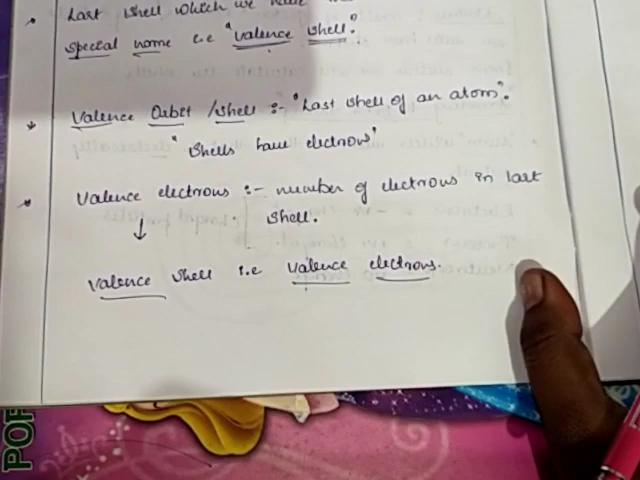 Last shell which we have
special name i.e "valence shell."
Valence Orbit / shell :- "Last shell of an atom".
"shells have electrons"
Valence electrons :- number of electrons in last
shell.
↓
Valence shell i.e valence electrons.
POF